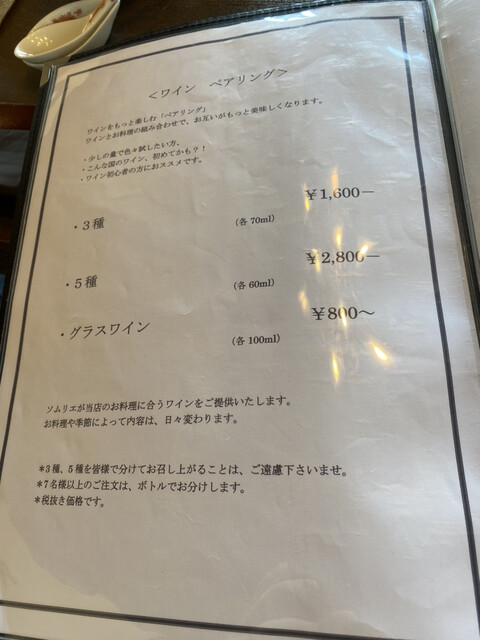 <ワイン ペアリング>
ワインをもっと楽しむ「ペアリング」
ワインとお料理の組み合わせで、お互いがもっと美味しくなります。
・少しの量で色々試したい方、
・こんな国のワイン、初めてかも？！
・ワイン初心者の方におススメです。
・３種 (各 70ml) ￥1,600－
・５種 (各 60ml) ￥2,800－
・グラスワイン (各 100ml) ￥800～
ソムリエが当店のお料理に合うワインをご提供いたします。
お料理や季節によって内容は、日々変わります。
＊3種、5種を皆様で分けてお召し上がることは、ご遠慮下さいませ。
＊7名様以上のご注文は、ボトルでお分けします。
＊税抜き価格です。